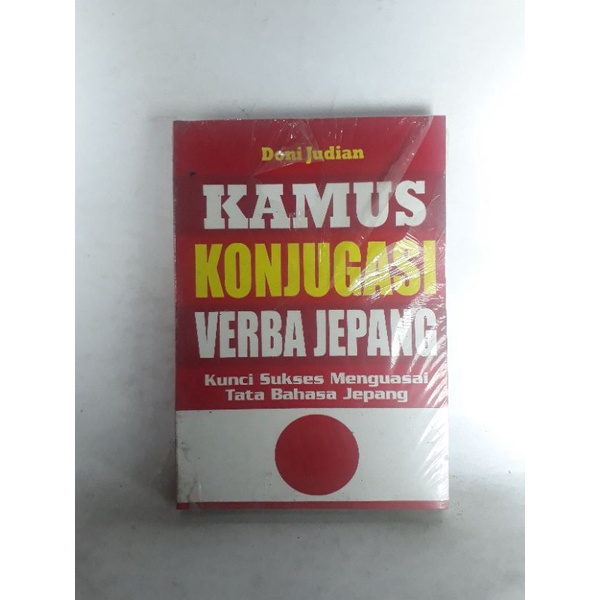 Doni Judian
KAMUS
KONJUGASI
VERBA JEPANG
Kunci Sukses Menguasai
Tata Bahasa Jepang